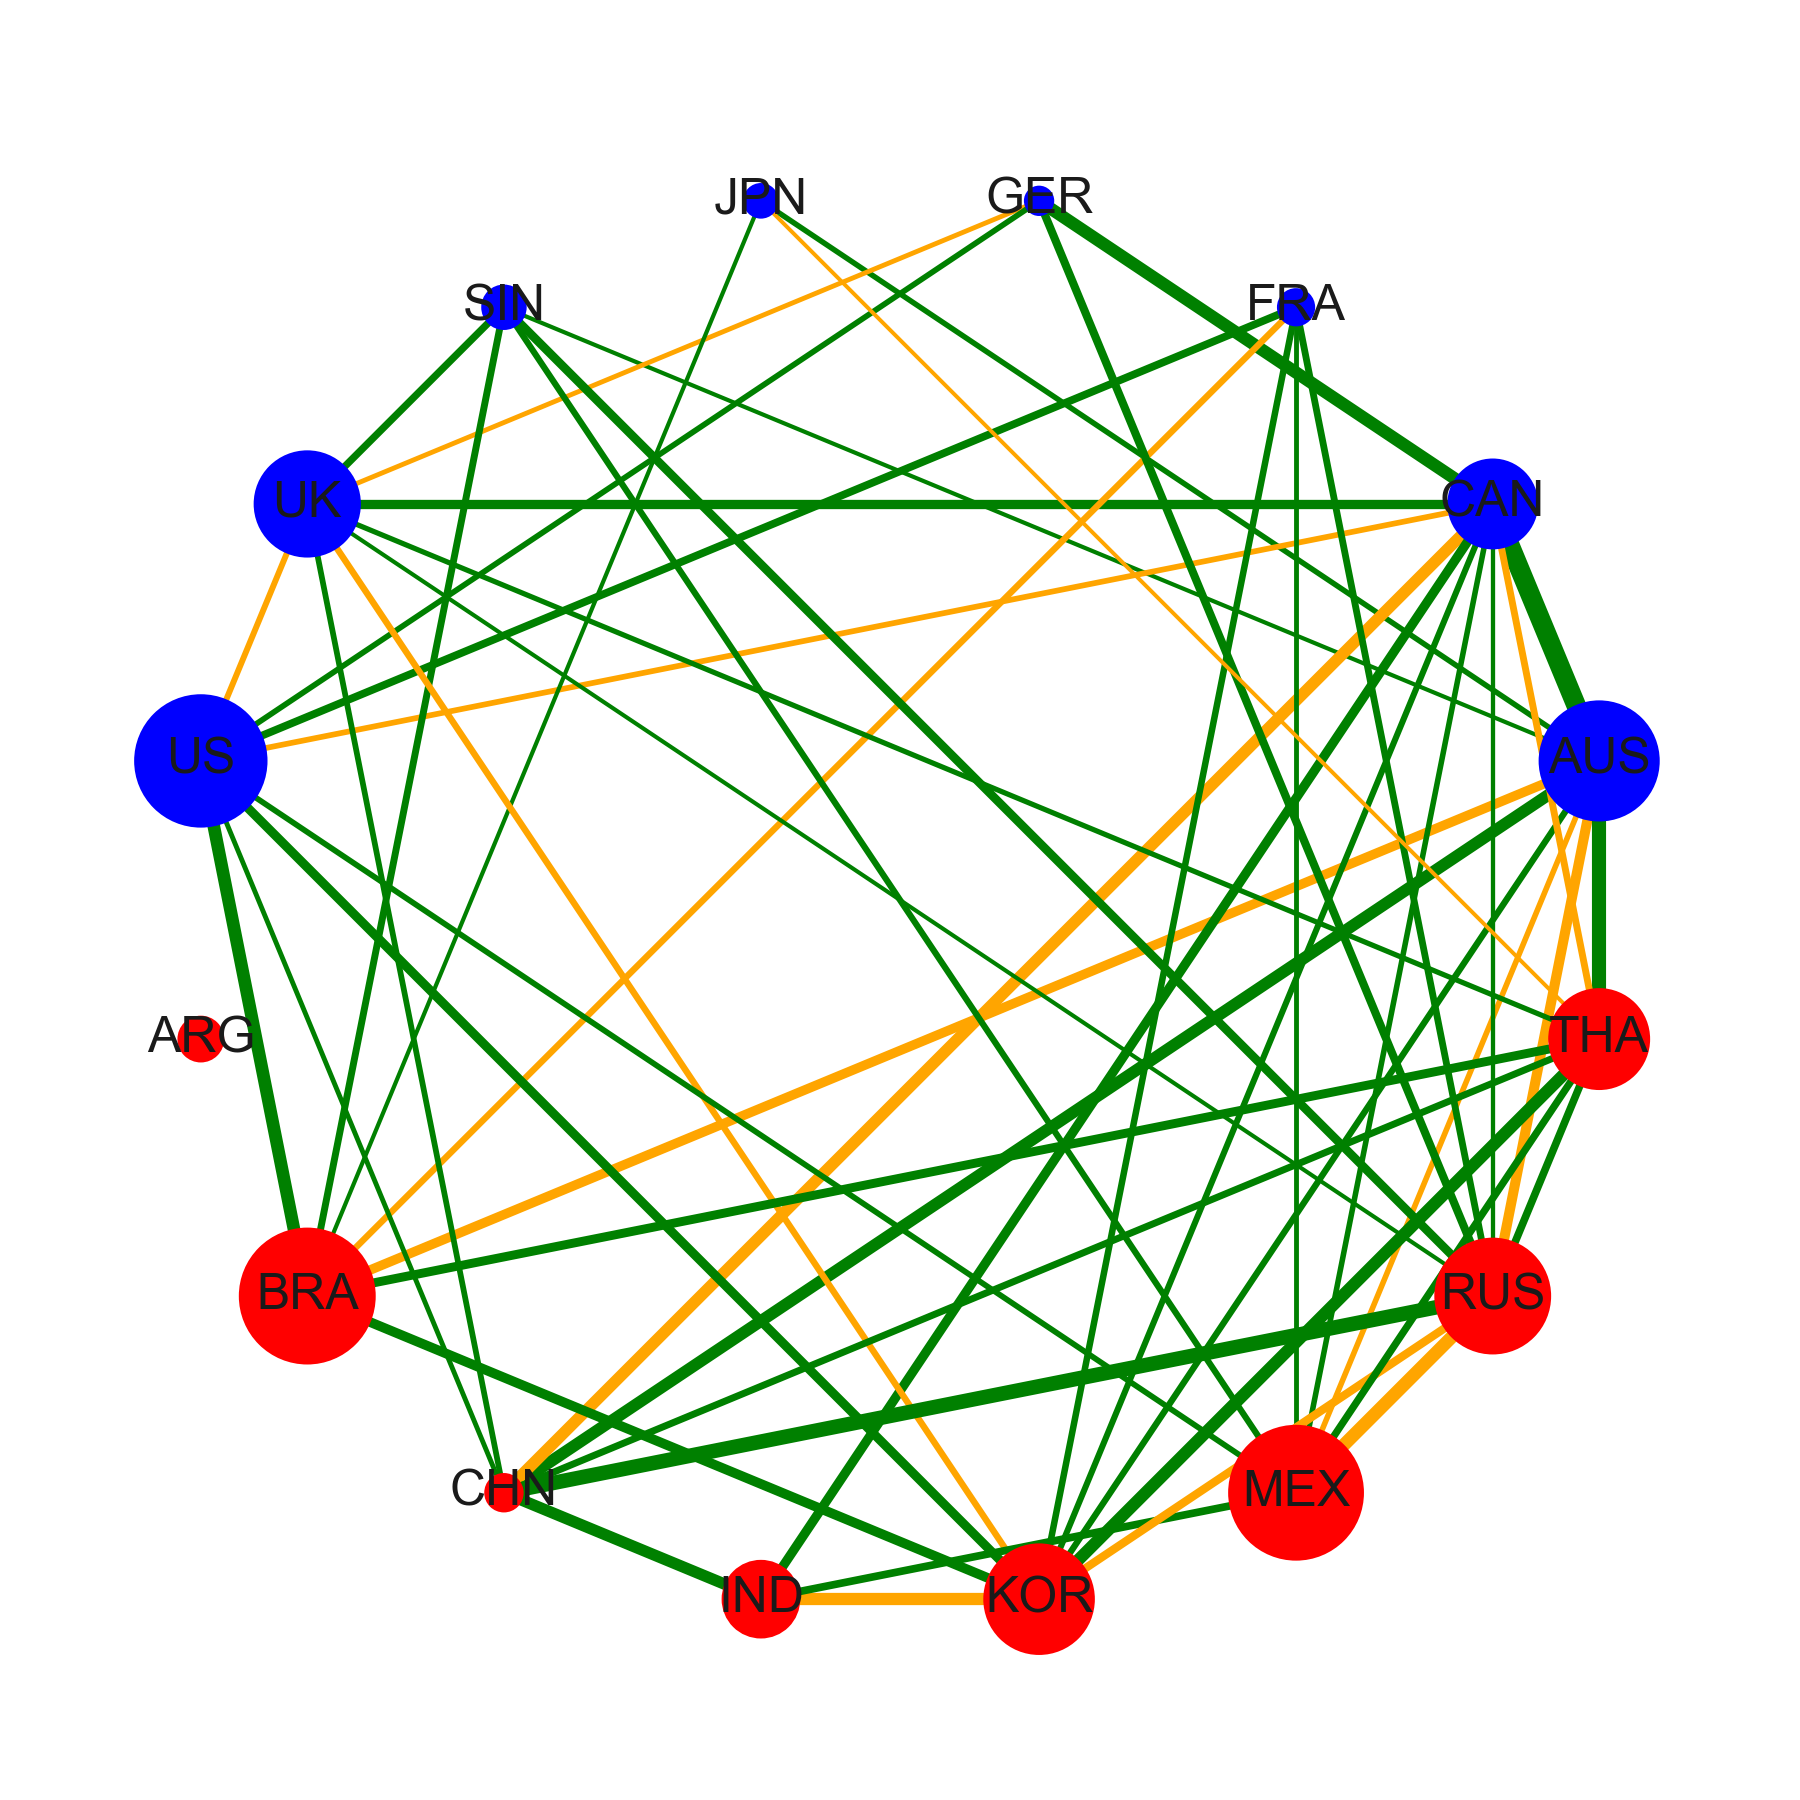 JPN
GER
SIN
FRA
UK
CAN
US
AUS
ARG
THA
BRA
RUS
CHN
MEX
IND
KOR